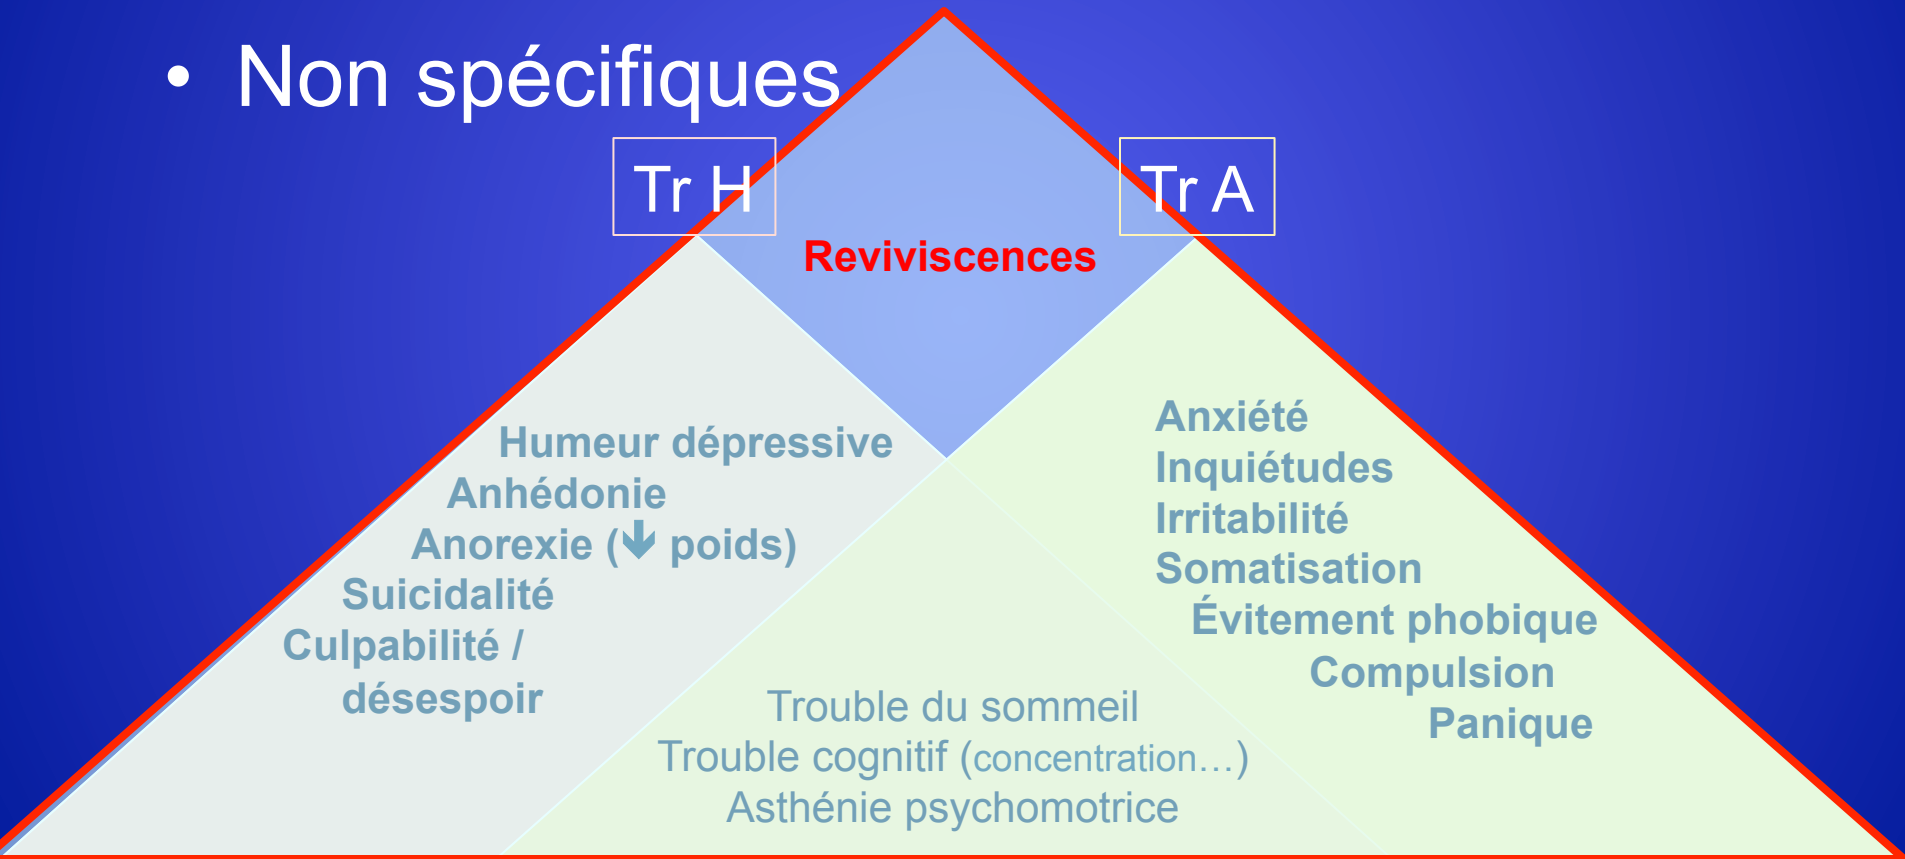 • Non spécifiques
Tr H
Tr A
Reviviscences
Humeur dépressive
Anhédonie
Anorexie (🡻 poids)
Suicidalité
Culpabilité /
désespoir
Anxiété
Inquiétudes
Irritabilité
Somatisation
Évitement phobique
Compulsion
Panique
Trouble du sommeil
Trouble cognitif (concentration…)
Asthénie psychomotrice